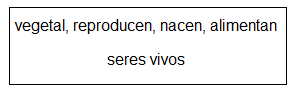 vegetal, reproducen, nacen, alimentan
seres vivos